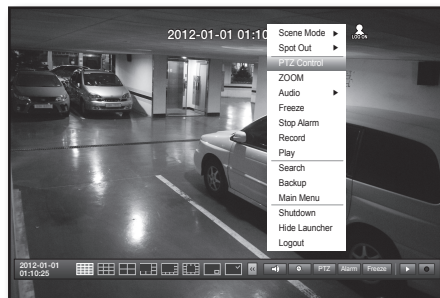 2012-01-01 01:10
LOG ON
Scene Mode
Spot Out
PTZ Control
ZOOM
Audio
Freeze
Stop Alarm
Record
Play
Search
Backup
Main Menu
Shutdown
Hide Launcher
Logout
2012-01-01
01:10:25
PTZ
Alarm
Freeze